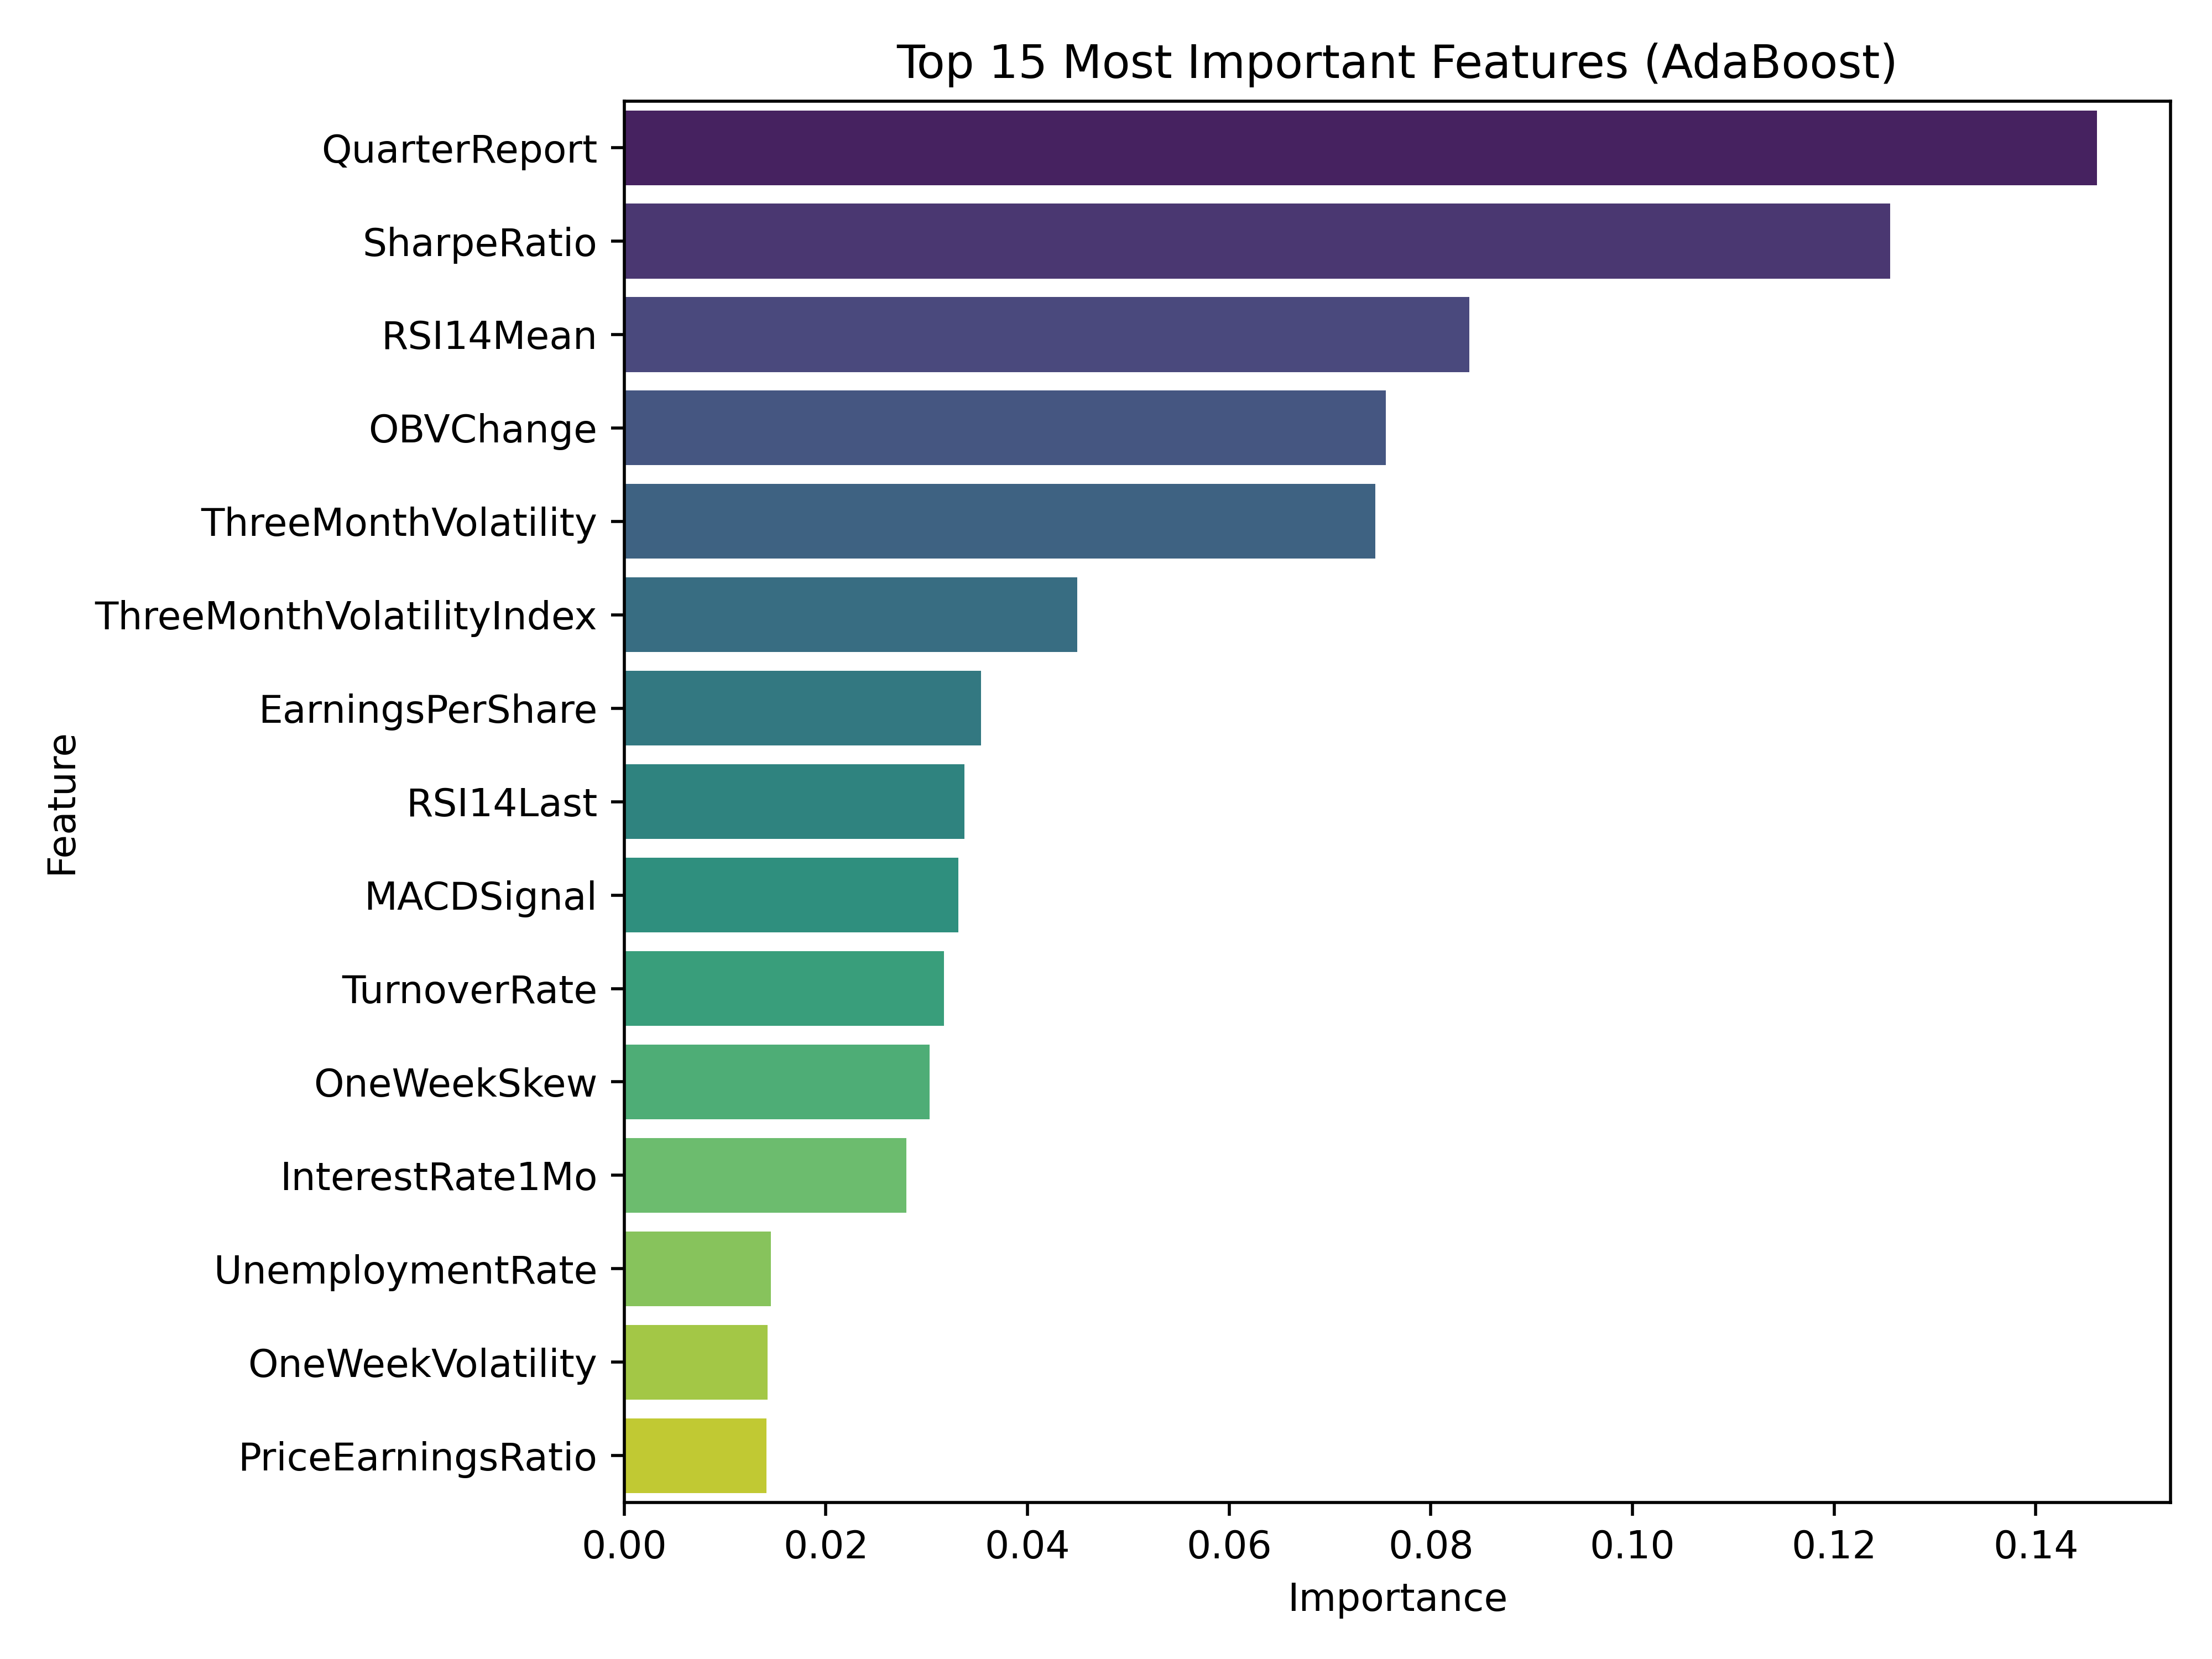 Top 15 Most Important Features (AdaBoost)
QuarterReport
SharpeRatio
RSI14Mean
OBVChange
ThreeMonthVolatility
ThreeMonthVolatilityIndex
EarningsPerShare
RSI14Last
MACDSignal
TurnoverRate
OneWeekSkew
InterestRate1Mo
UnemploymentRate
OneWeekVolatility
PriceEarningsRatio
Feature
0.00 0.02 0.04 0.06 0.08 0.10 0.12 0.14
Importance